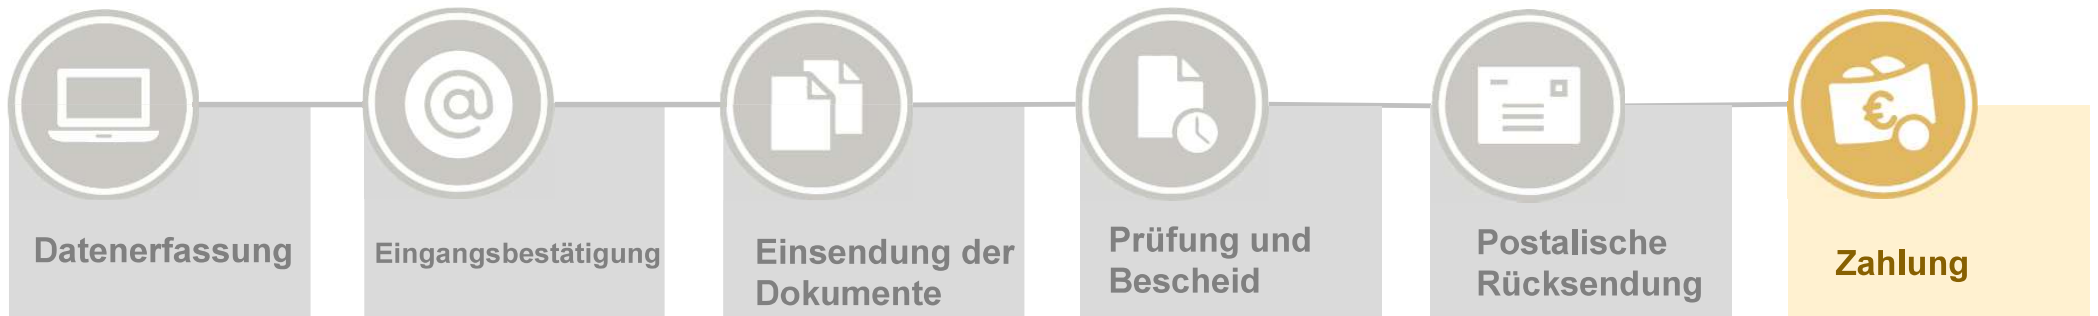 Datenerfassung
Eingangsbestätigung
Einsendung der
Dokumente
Prüfung und
Bescheid
Postalische
Rücksendung
Zahlung